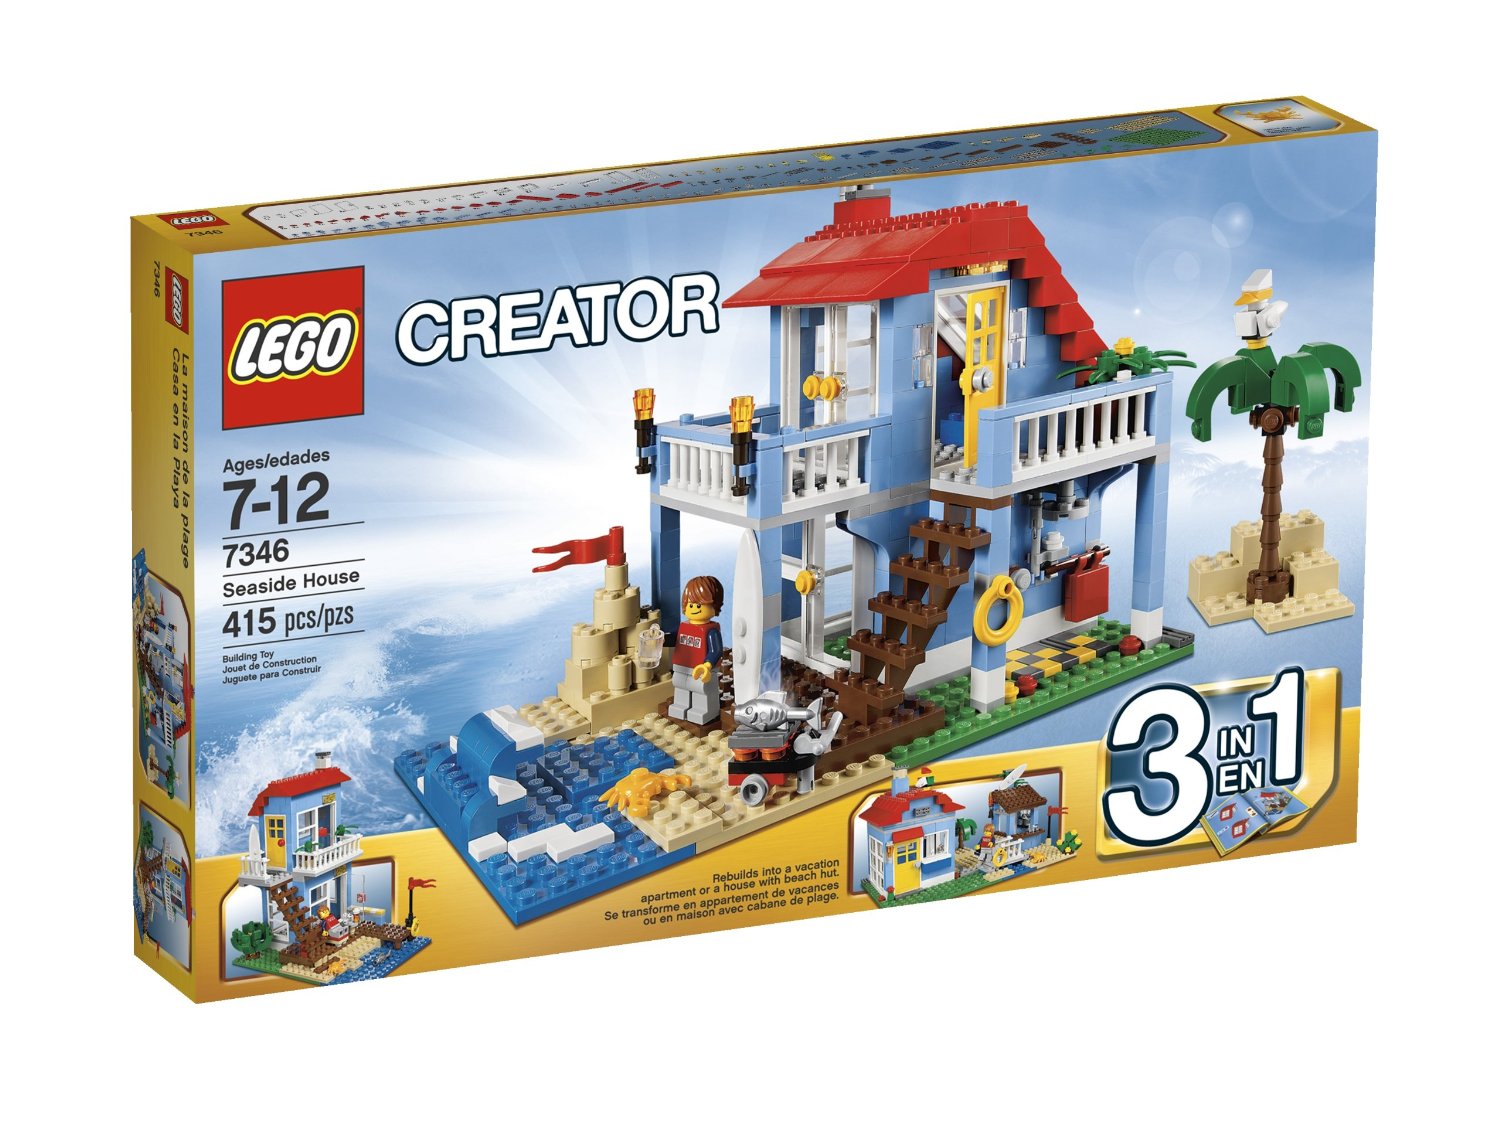 LEGO
7346
7346
LEGO
La maison de la plage
Casa en la playa
LEGO
CREATOR
Ages/edades
7-12
7346
Seaside House
415 pcs/pzs
Building Toy
Jouet de Construction
Juguete para Construir
3 IN 1
EN
Rebuilds into a vacation
apartment or a house with beach hut.
Se transforme en appartement de vacances
ou en maison avec cabane de plage.